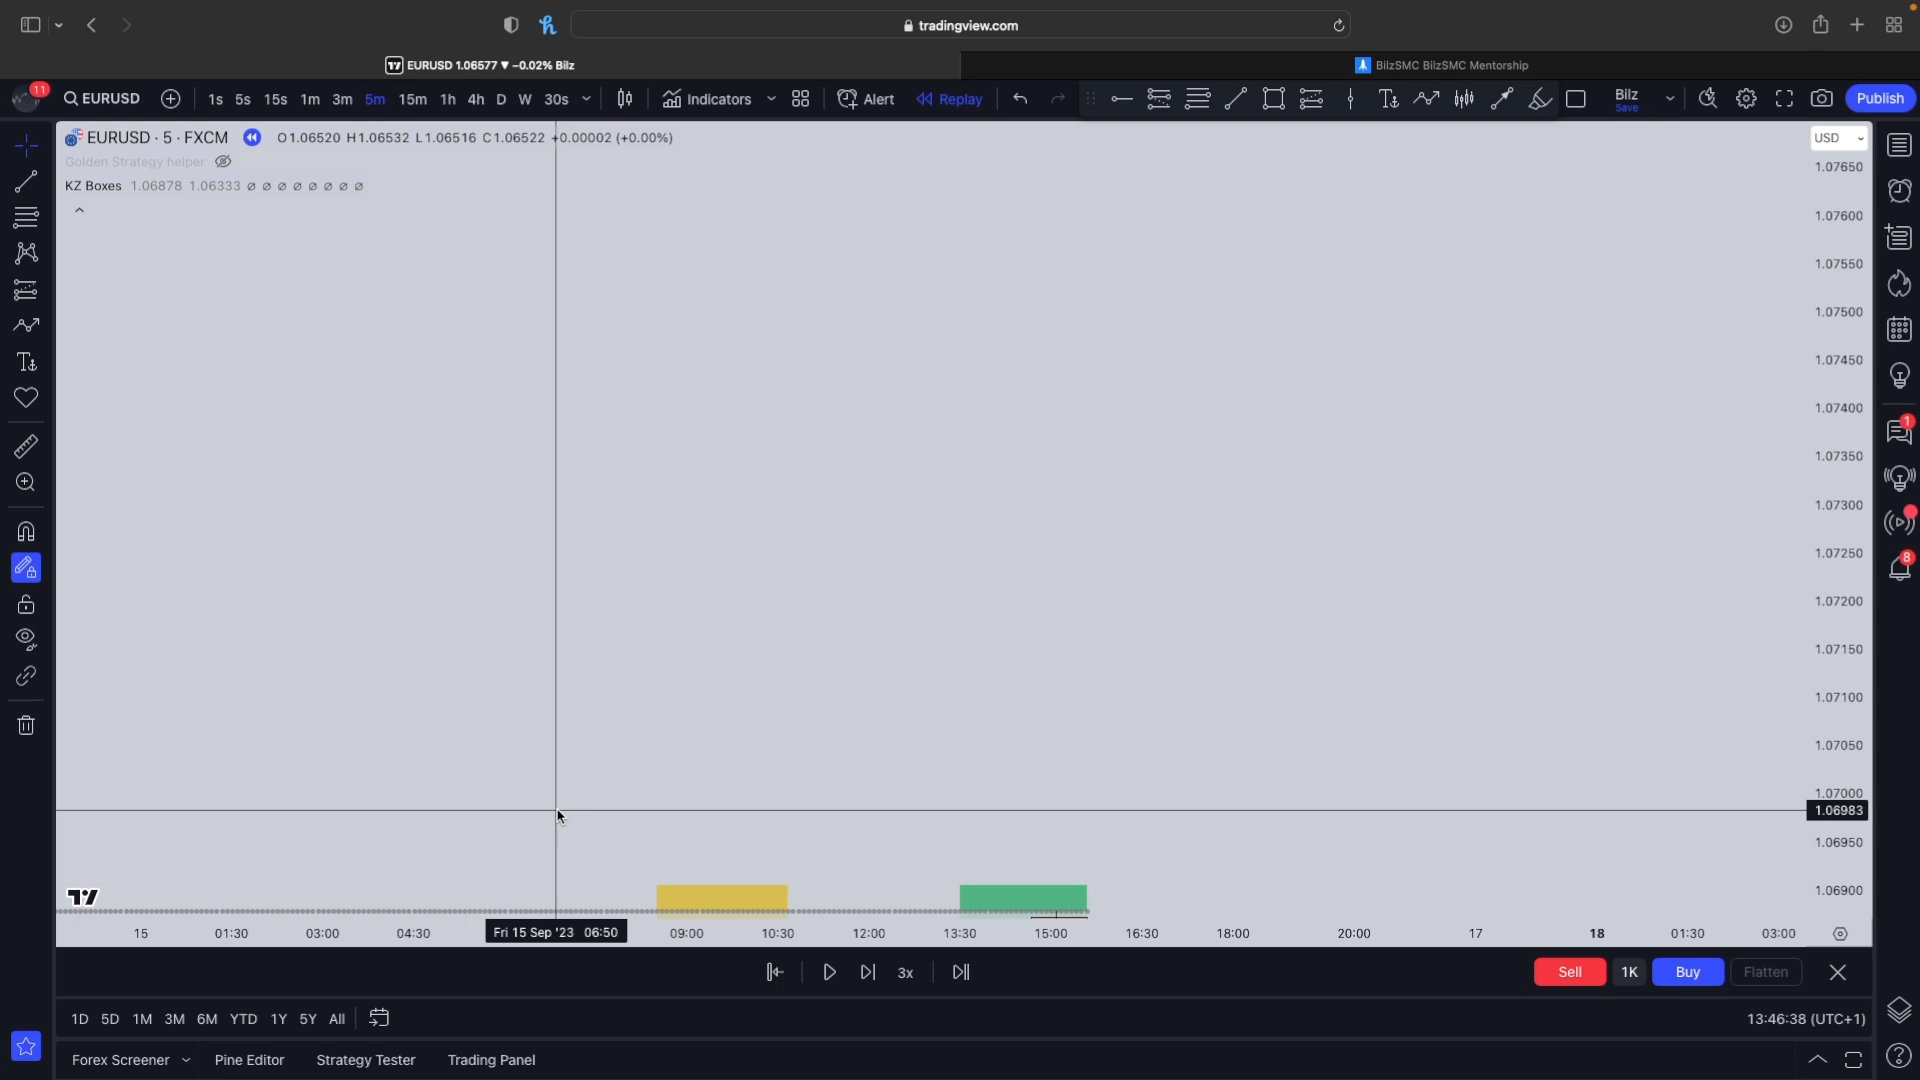 tradingview.com
EURUSD 1.06577 ▼ −0.02% Bilz
BilzSMC BilzSMC Mentorship
11
EURUSD
1s 5s 15s 1m 3m 5m 15m 1h 4h D W 30s
Indicators
Alert
Replay
Bilz
Save
Publish
EURUSD · 5 · FXCM
O1.06520 H1.06532 L1.06516 C1.06522 +0.00002 (+0.00%)
Golden Strategy helper
KZ Boxes 1.06878 1.06333 ∅ ∅ ∅ ∅ ∅ ∅ ∅ ∅
USD
1.07650
1.07600
1.07550
1.07500
1.07450
1.07400
1.07350
1.07300
1.07250
1.07200
1.07150
1.07100
1.07050
1.07000
1.06983
1.06950
1.06900
1
8
15 01:30 03:00 04:30 Fri 15 Sep '23 06:50 09:00 10:30 12:00 13:30 15:00 16:30 18:00 20:00 17 18 01:30 03:00
3x
Sell 1K Buy Flatten
1D 5D 1M 3M 6M YTD 1Y 5Y All
13:46:38 (UTC+1)
Forex Screener Pine Editor Strategy Tester Trading Panel